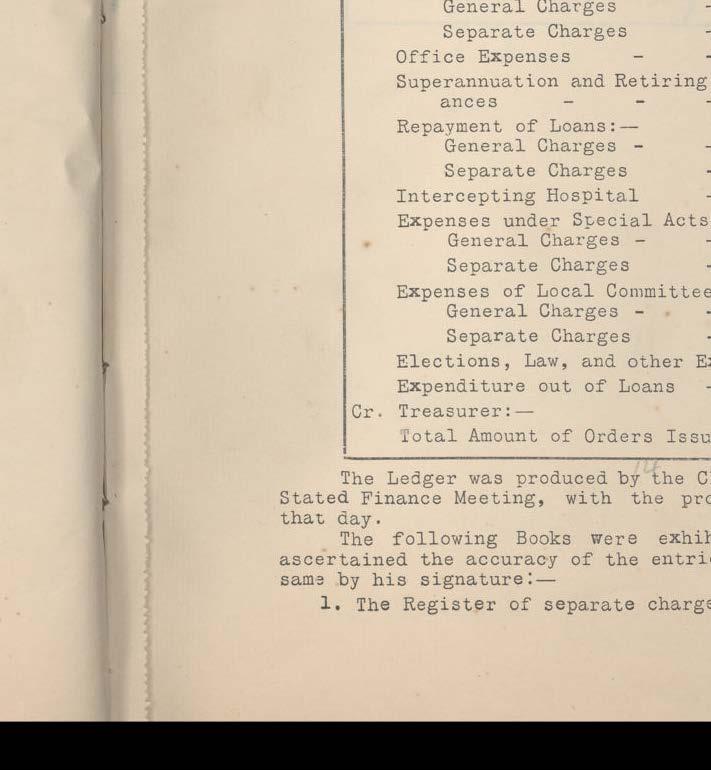 General Charges -
Separate Charges -
Office Expenses - -
Superannuation and Retiring
ances - - -
Repayment of Loans:—
General Charges - -
Separate Charges -
Intercepting Hospital -
Expenses under Special Acts
General Charges -
Separate Charges -
Expenses of Local Committee
General Charges - -
Separate Charges -
Elections, Law, and other
Expenditure out of Loans -
Cr. Treasurer:—
Total Amount of Orders Issu
The Ledger was produced by the
Stated Finance Meeting, with the pro
that day.
The following Books were exhi
ascertained the accuracy of the entri
same by his signature:—
1. The Register of separate charge